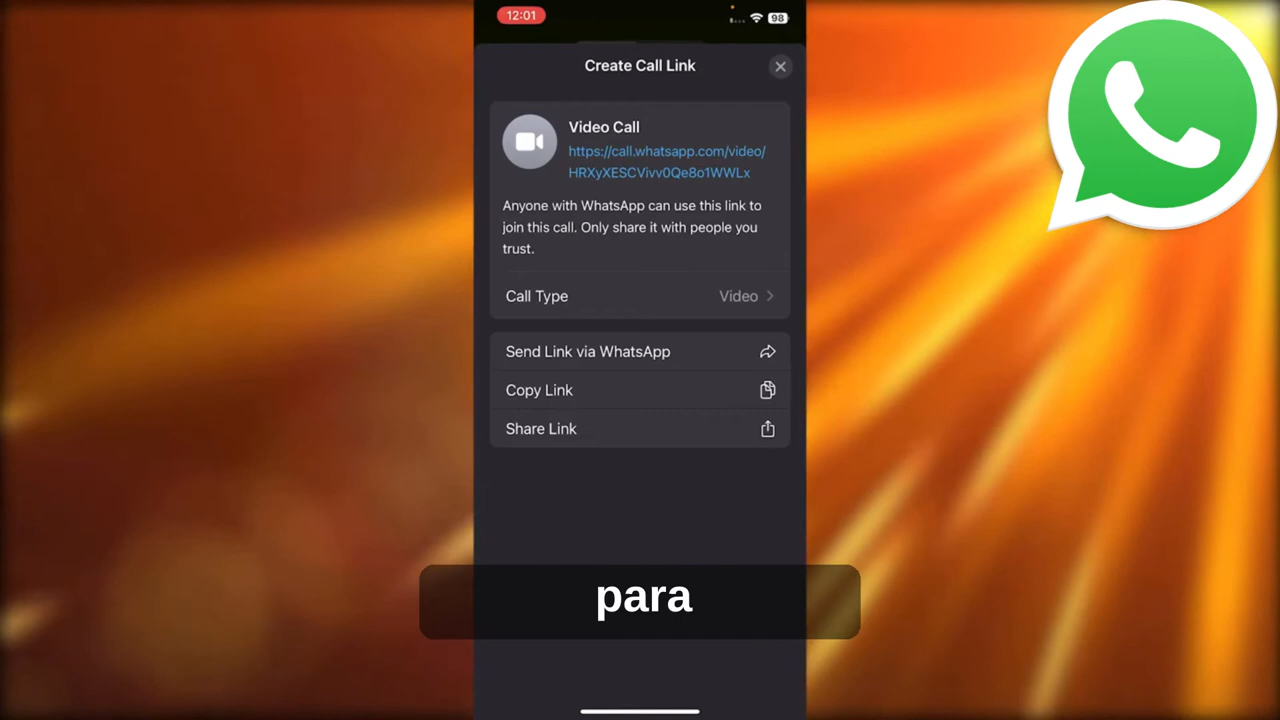 12:01
98
Create Call Link
Video Call
https://call.whatsapp.com/video/
HRXyXESCVivv0Qe8o1WWLx
Anyone with WhatsApp can use this link to
join this call. Only share it with people you
trust.
Call Type
Video
Send Link via WhatsApp
Copy Link
Share Link
para